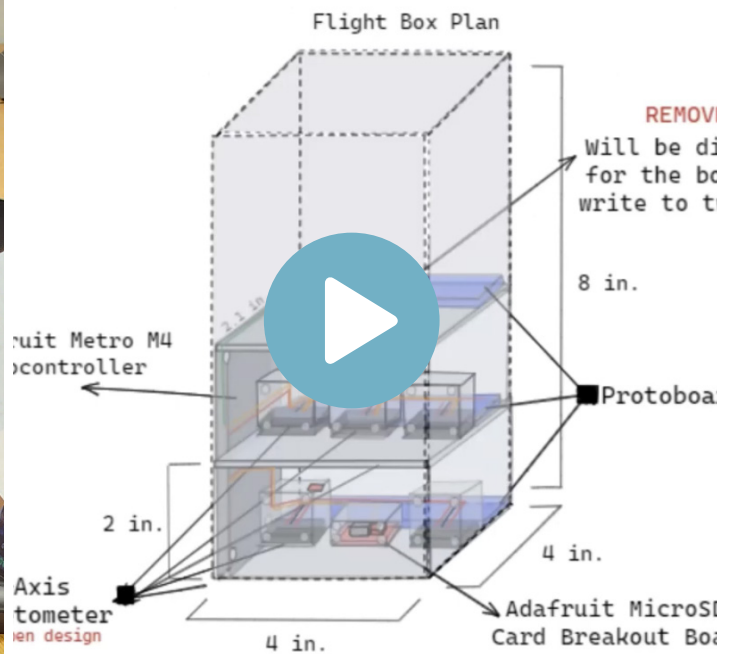 Flight Box Plan
REMOV
Will be di
for the bo
write to t
2.1 in
8 in.
ruit Metro M4
ocontroller
Protoboa
2 in.
4 in.
Axis
tometer
en design
Adafruit MicroSD
Card Breakout Boa
4 in.